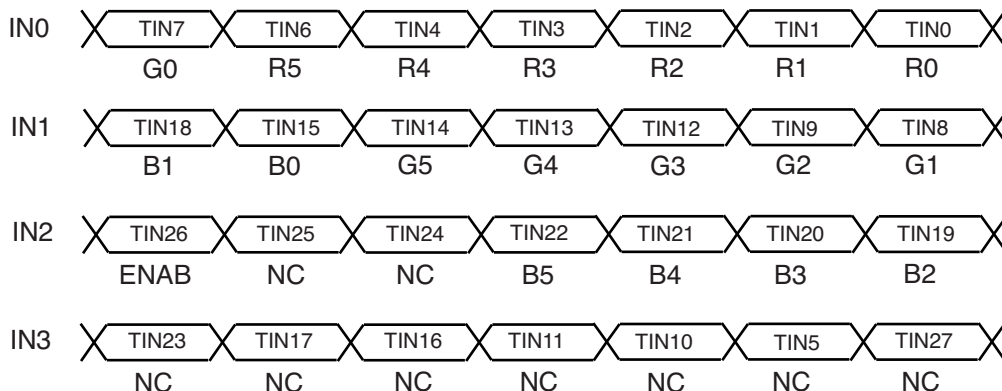 IN0 TIN7 TIN6 TIN4 TIN3 TIN2 TIN1 TIN0
G0 R5 R4 R3 R2 R1 R0
IN1 TIN18 TIN15 TIN14 TIN13 TIN12 TIN9 TIN8
B1 B0 G5 G4 G3 G2 G1
IN2 TIN26 TIN25 TIN24 TIN22 TIN21 TIN20 TIN19
ENAB NC NC B5 B4 B3 B2
IN3 TIN23 TIN17 TIN16 TIN11 TIN10 TIN5 TIN27
NC NC NC NC NC NC NC